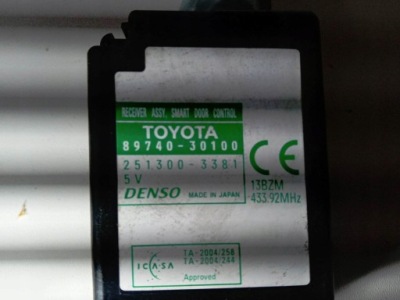 RECEIVER ASSY, SMART DOOR CONTROL
TOYOTA
89740-30100
251300-3381
5V
DENSO MADE IN JAPAN
CE
13BZM
433.92MHz
ICASA
TA-2004/258
TA-2004/244
Approved